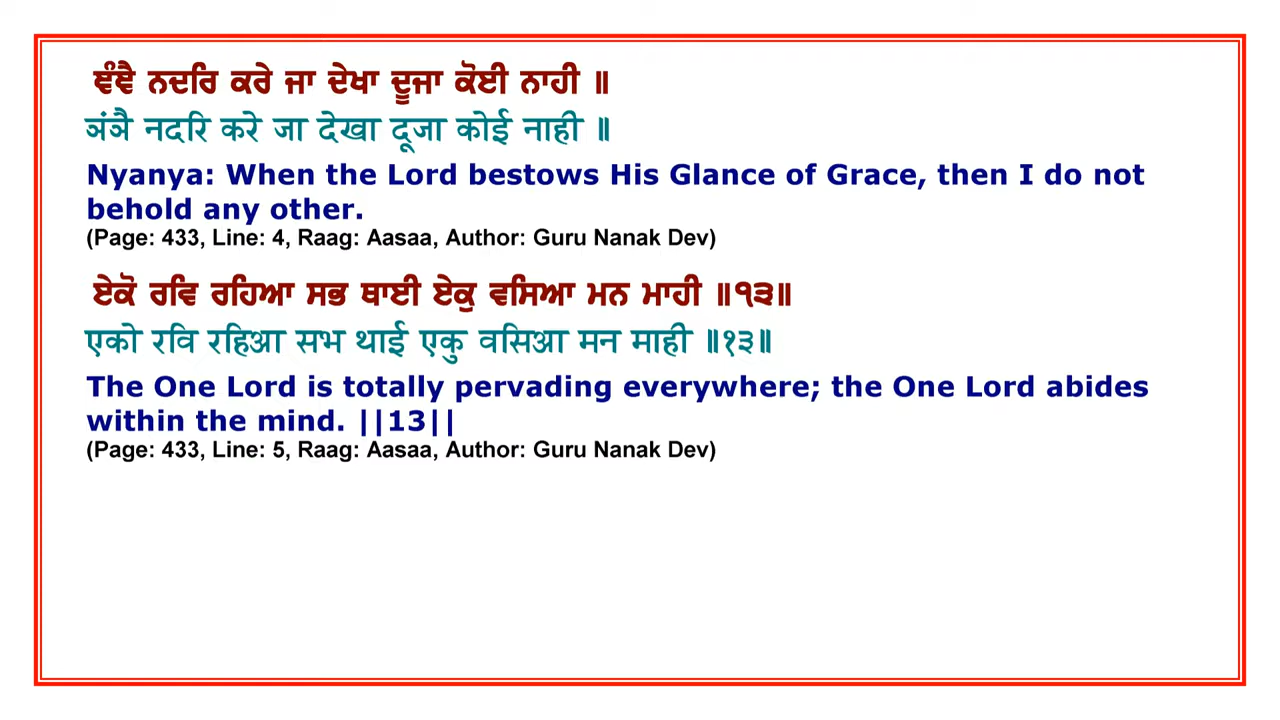 ਞੰਞੈ ਨਦਰਿ ਕਰੇ ਜਾ ਦੇਖਾ ਦੂਜਾ ਕੋਈ ਨਾਹੀ ॥
ञंञै नदरि करे जा देखा दूजा कोई नाही ॥
Nyanya: When the Lord bestows His Glance of Grace, then I do not
behold any other.
(Page: 433, Line: 4, Raag: Aasaa, Author: Guru Nanak Dev)
ਏਕੋ ਰਵਿ ਰਹਿਆ ਸਭ ਥਾਈ ਏਕੁ ਵਸਿਆ ਮਨ ਮਾਹੀ ॥੧੩॥
एको रवि रहिआ सभ थाई एकु वसिआ मन माही ॥१३॥
The One Lord is totally pervading everywhere; the One Lord abides
within the mind. ||13||
(Page: 433, Line: 5, Raag: Aasaa, Author: Guru Nanak Dev)